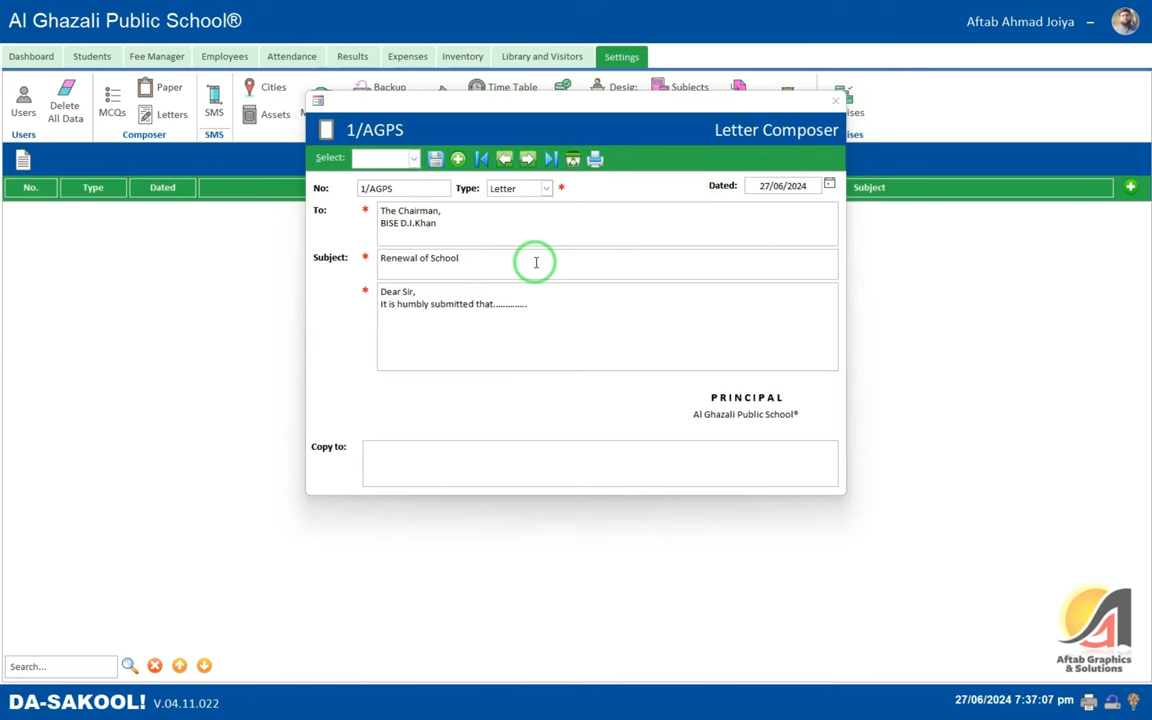 Al Ghazali Public School®
Aftab Ahmad Joiya –
Dashboard Students Fee Manager Employees Attendance Results Expenses Inventory Library and Visitors Settings
Users
Delete
All Data
Users
MCQs
Paper
Letters
Composer
SMS
SMS
Cities
Assets
Backup
Time Table
Subjects
1/AGPS
Letter Composer
Select:
No. Type Dated Subject
No: 1/AGPS Type: Letter * Dated: 27/06/2024
To: * The Chairman,
BISE D.I.Khan
Subject: * Renewal of School
* Dear Sir,
It is humbly submitted that..............
PRINCIPAL
Al Ghazali Public School®
Copy to:
Aftab Graphics
& Solutions
Search...
DA-SAKOOL! V.04.11.022
27/06/2024 7:37:07 pm